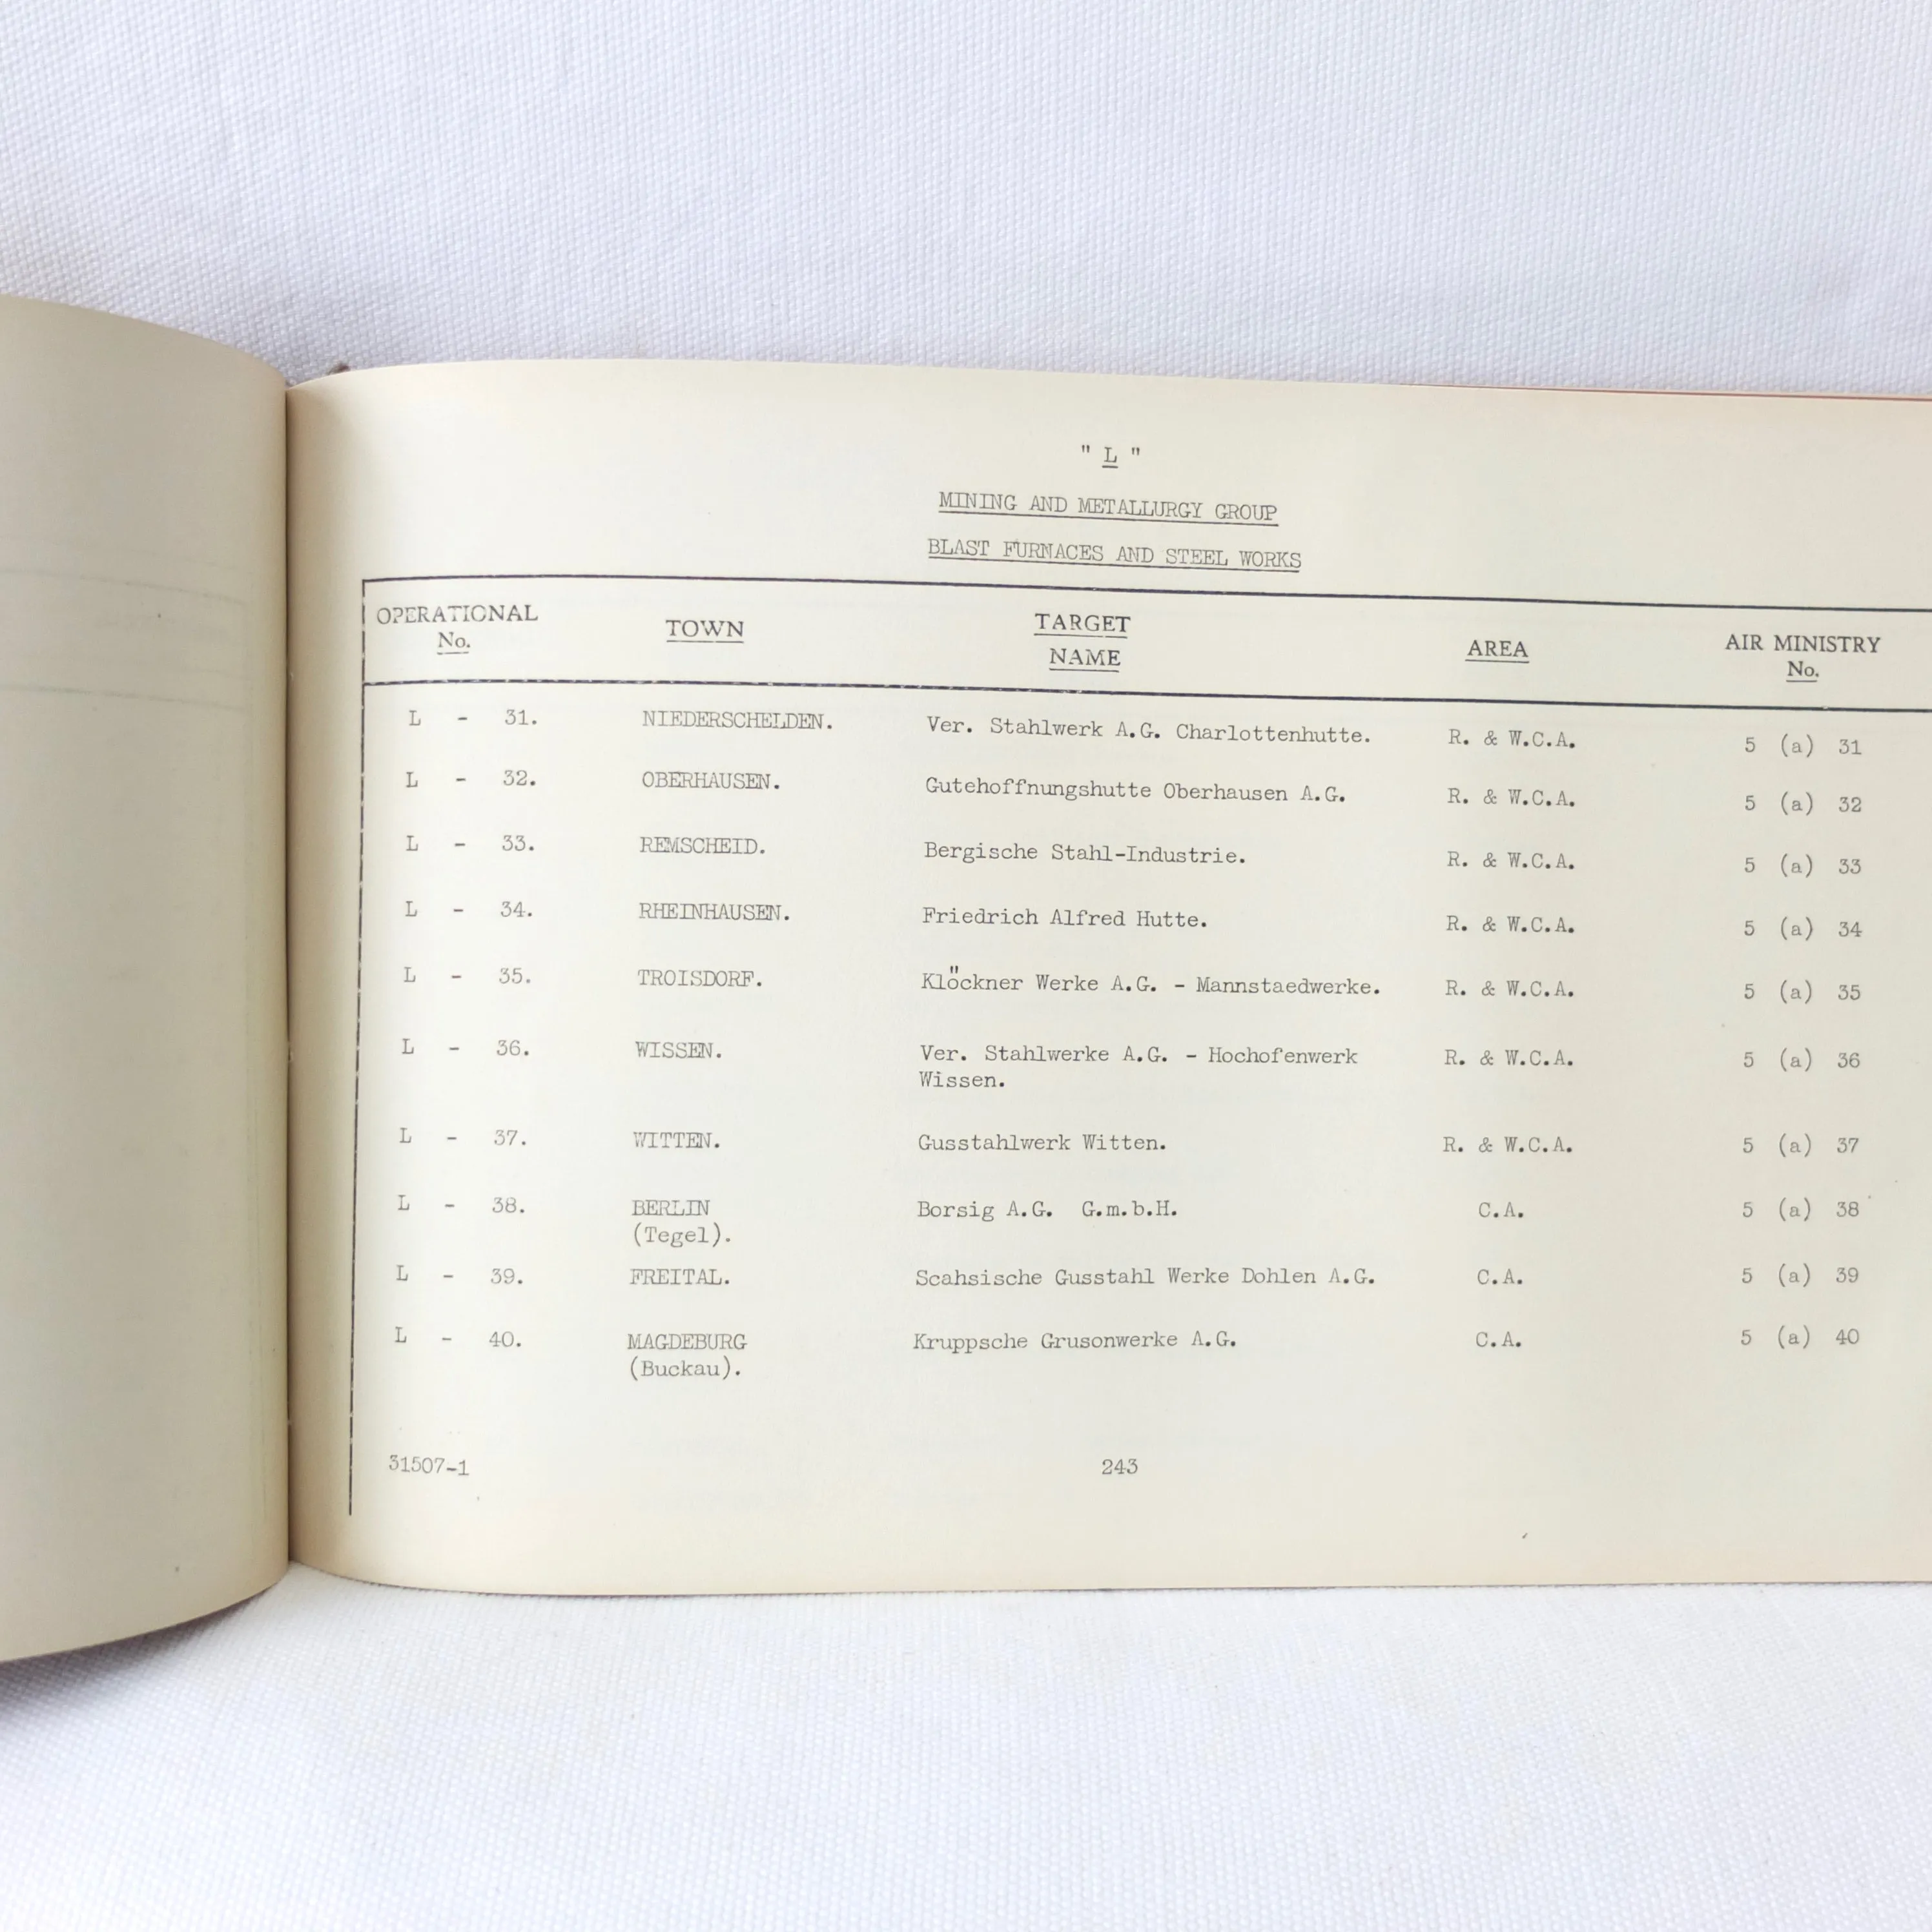 " L "
MINING AND METALLURGY GROUP
BLAST FURNACES AND STEEL WORKS
OPERATIONAL No. TOWN TARGET NAME AREA AIR MINISTRY No.
L - 31. NIEDERSCHELDEN. Ver. Stahlwerk A.G. Charlottenhutte. R. & W.C.A. 5 (a) 31
L - 32. OBERHAUSEN. Gutehoffnungshutte Oberhausen A.G. R. & W.C.A. 5 (a) 32
L - 33. REMSCHEID. Bergische Stahl-Industrie. R. & W.C.A. 5 (a) 33
L - 34. RHEINHAUSEN. Friedrich Alfred Hutte. R. & W.C.A. 5 (a) 34
L - 35. TROISDORF. Klöckner Werke A.G. - Mannstaedwerke. R. & W.C.A. 5 (a) 35
L - 36. WISSEN. Ver. Stahlwerke A.G. - Hochofenwerk R. & W.C.A. 5 (a) 36
Wissen.
L - 37. WITTEN. Gusstahlwerk Witten. R. & W.C.A. 5 (a) 37
L - 38. BERLIN Borsig A.G. G.m.b.H. C.A. 5 (a) 38
(Tegel).
L - 39. FREITAL. Scahsische Gusstahl Werke Dohlen A.G. C.A. 5 (a) 39
L - 40. MAGDEBURG Kruppsche Grusonwerke A.G. C.A. 5 (a) 40
(Buckau).
31507-1 243